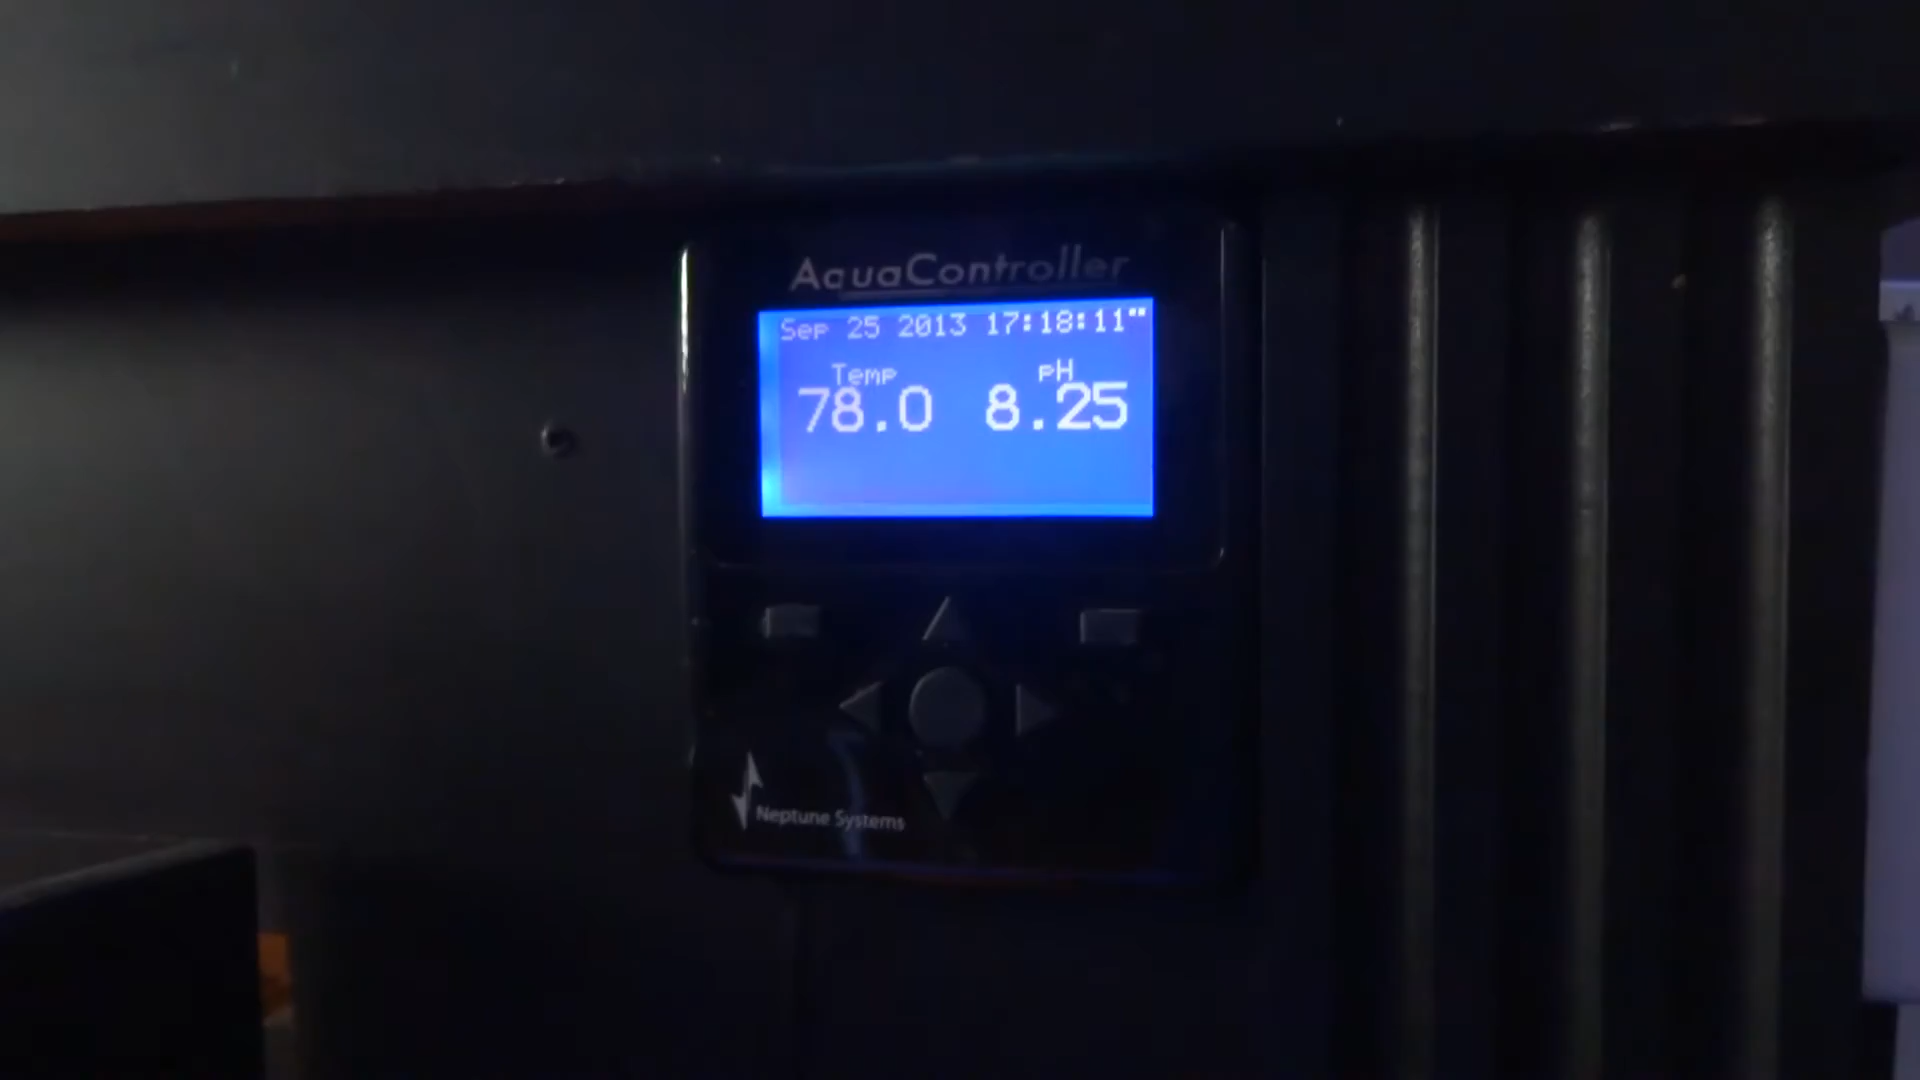 AquaController
Sep 25 2013 17:18:11"
Temp pH
78.0 8.25
Neptune Systems